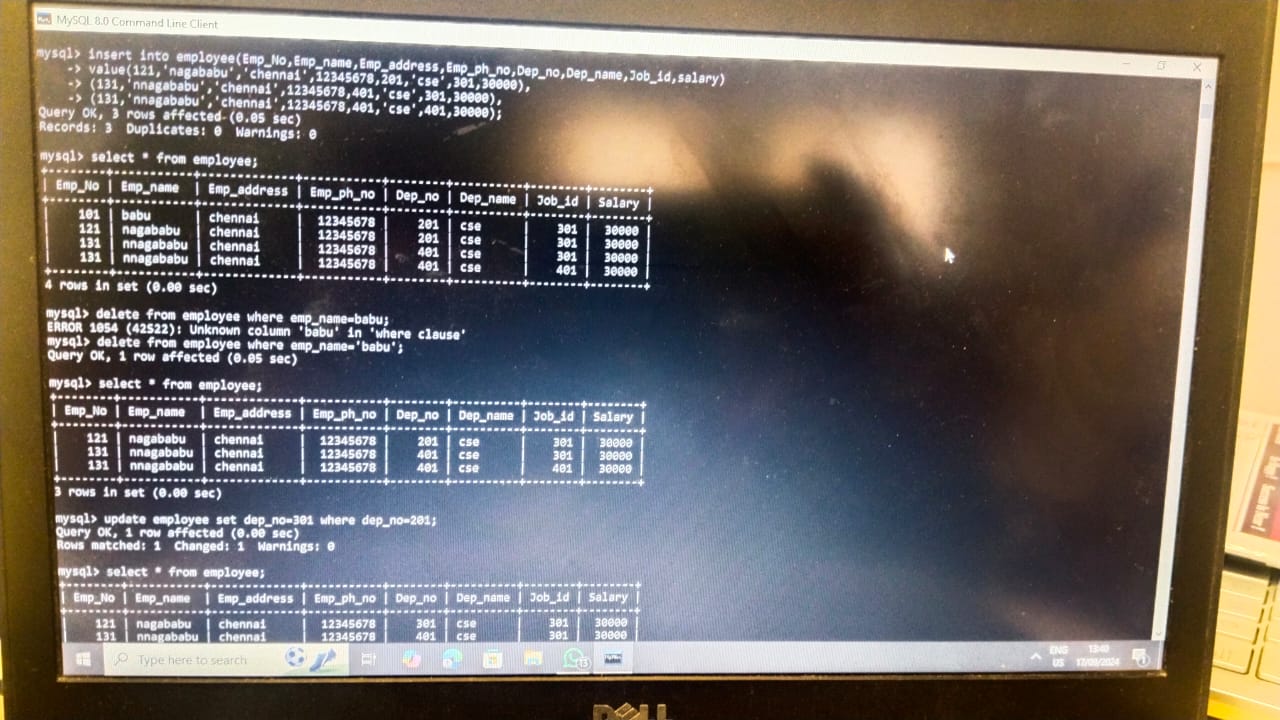 MySQL 8.0 Command Line Client
mysql> insert into employee(Emp_No,Emp_name,Emp_address,Emp_ph_no,Dep_no,Dep_name,Job_id,salary)
-> value(121,'nagababu','chennai',12345678,201,'cse',301,30000),
-> (131,'nnagababu','chennai',12345678,401,'cse',301,30000),
-> (131,'nnagababu','chennai',12345678,401,'cse',401,30000);
Query OK, 3 rows affected (0.05 sec)
Records: 3 Duplicates: 0 Warnings: 0
mysql> select * from employee;
| Emp_No | Emp_name | Emp_address | Emp_ph_no | Dep_no | Dep_name | Job_id | Salary |
| 101 | babu | chennai | 12345678 | 201 | cse | 301 | 30000 |
| 121 | nagababu | chennai | 12345678 | 201 | cse | 301 | 30000 |
| 131 | nnagababu | chennai | 12345678 | 401 | cse | 301 | 30000 |
| 131 | nnagababu | chennai | 12345678 | 401 | cse | 401 | 30000 |
4 rows in set (0.00 sec)
mysql> delete from employee where emp_name=babu;
ERROR 1054 (42S22): Unknown column 'babu' in 'where clause'
mysql> delete from employee where emp_name='babu';
Query OK, 1 row affected (0.05 sec)
mysql> select * from employee;
| Emp_No | Emp_name | Emp_address | Emp_ph_no | Dep_no | Dep_name | Job_id | Salary |
| 121 | nagababu | chennai | 12345678 | 201 | cse | 301 | 30000 |
| 131 | nnagababu | chennai | 12345678 | 401 | cse | 301 | 30000 |
| 131 | nnagababu | chennai | 12345678 | 401 | cse | 401 | 30000 |
3 rows in set (0.00 sec)
mysql> update employee set dep_no=301 where dep_no=201;
Query OK, 1 row affected (0.00 sec)
Rows matched: 1 Changed: 1 Warnings: 0
mysql> select * from employee;
| Emp_No | Emp_name | Emp_address | Emp_ph_no | Dep_no | Dep_name | Job_id | Salary |
| 121 | nagababu | chennai | 12345678 | 301 | cse | 301 | 30000 |
| 131 | nnagababu | chennai | 12345678 | 401 | cse | 301 | 30000 |
Type here to search
13
ENG
US
13:40
17/09/2024
1
DELL